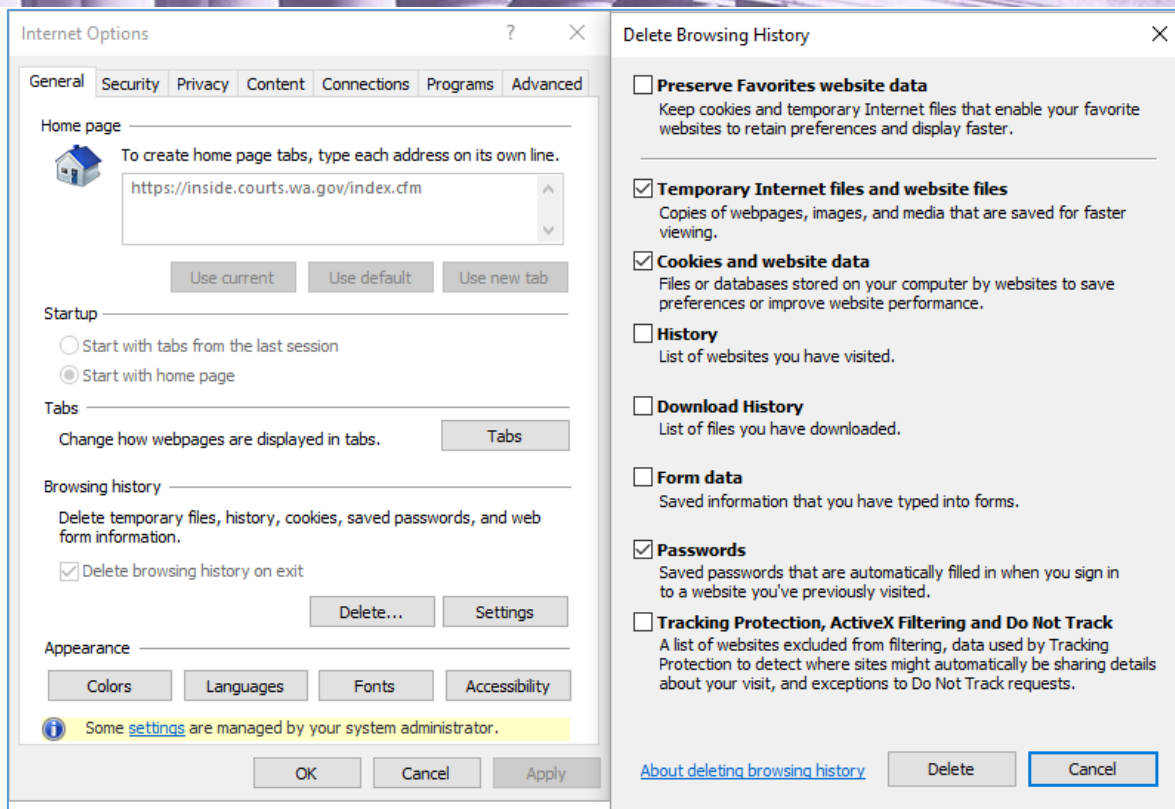 Internet Options
General Security Privacy Content Connections Programs Advanced
Home page
To create home page tabs, type each address on its own line.
https://inside.courts.wa.gov/index.cfm
Use current Use default Use new tab
Startup
Start with tabs from the last session
Start with home page
Tabs
Change how webpages are displayed in tabs.
Tabs
Browsing history
Delete temporary files, history, cookies, saved passwords, and web
form information.
Delete browsing history on exit
Delete... Settings
Appearance
Colors Languages Fonts Accessibility
Some settings are managed by your system administrator.
OK Cancel Apply
Delete Browsing History
Preserve Favorites website data
Keep cookies and temporary Internet files that enable your favorite
websites to retain preferences and display faster.
Temporary Internet files and website files
Copies of webpages, images, and media that are saved for faster
viewing.
Cookies and website data
Files or databases stored on your computer by websites to save
preferences or improve website performance.
History
List of websites you have visited.
Download History
List of files you have downloaded.
Form data
Saved information that you have typed into forms.
Passwords
Saved passwords that are automatically filled in when you sign in
to a website you've previously visited.
Tracking Protection, ActiveX Filtering and Do Not Track
A list of websites excluded from filtering, data used by Tracking
Protection to detect where sites might automatically be sharing details
about your visit, and exceptions to Do Not Track requests.
About deleting browsing history Delete Cancel